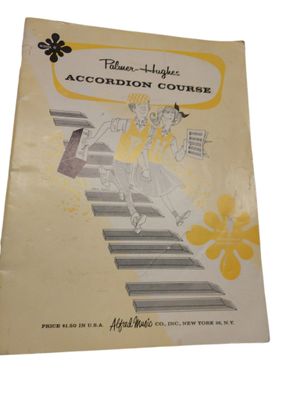 Palmer-Hughes
ACCORDION COURSE
PRICE $1.50 IN U.S.A. Alfred Music CO., INC., NEW YORK 36, N.Y.